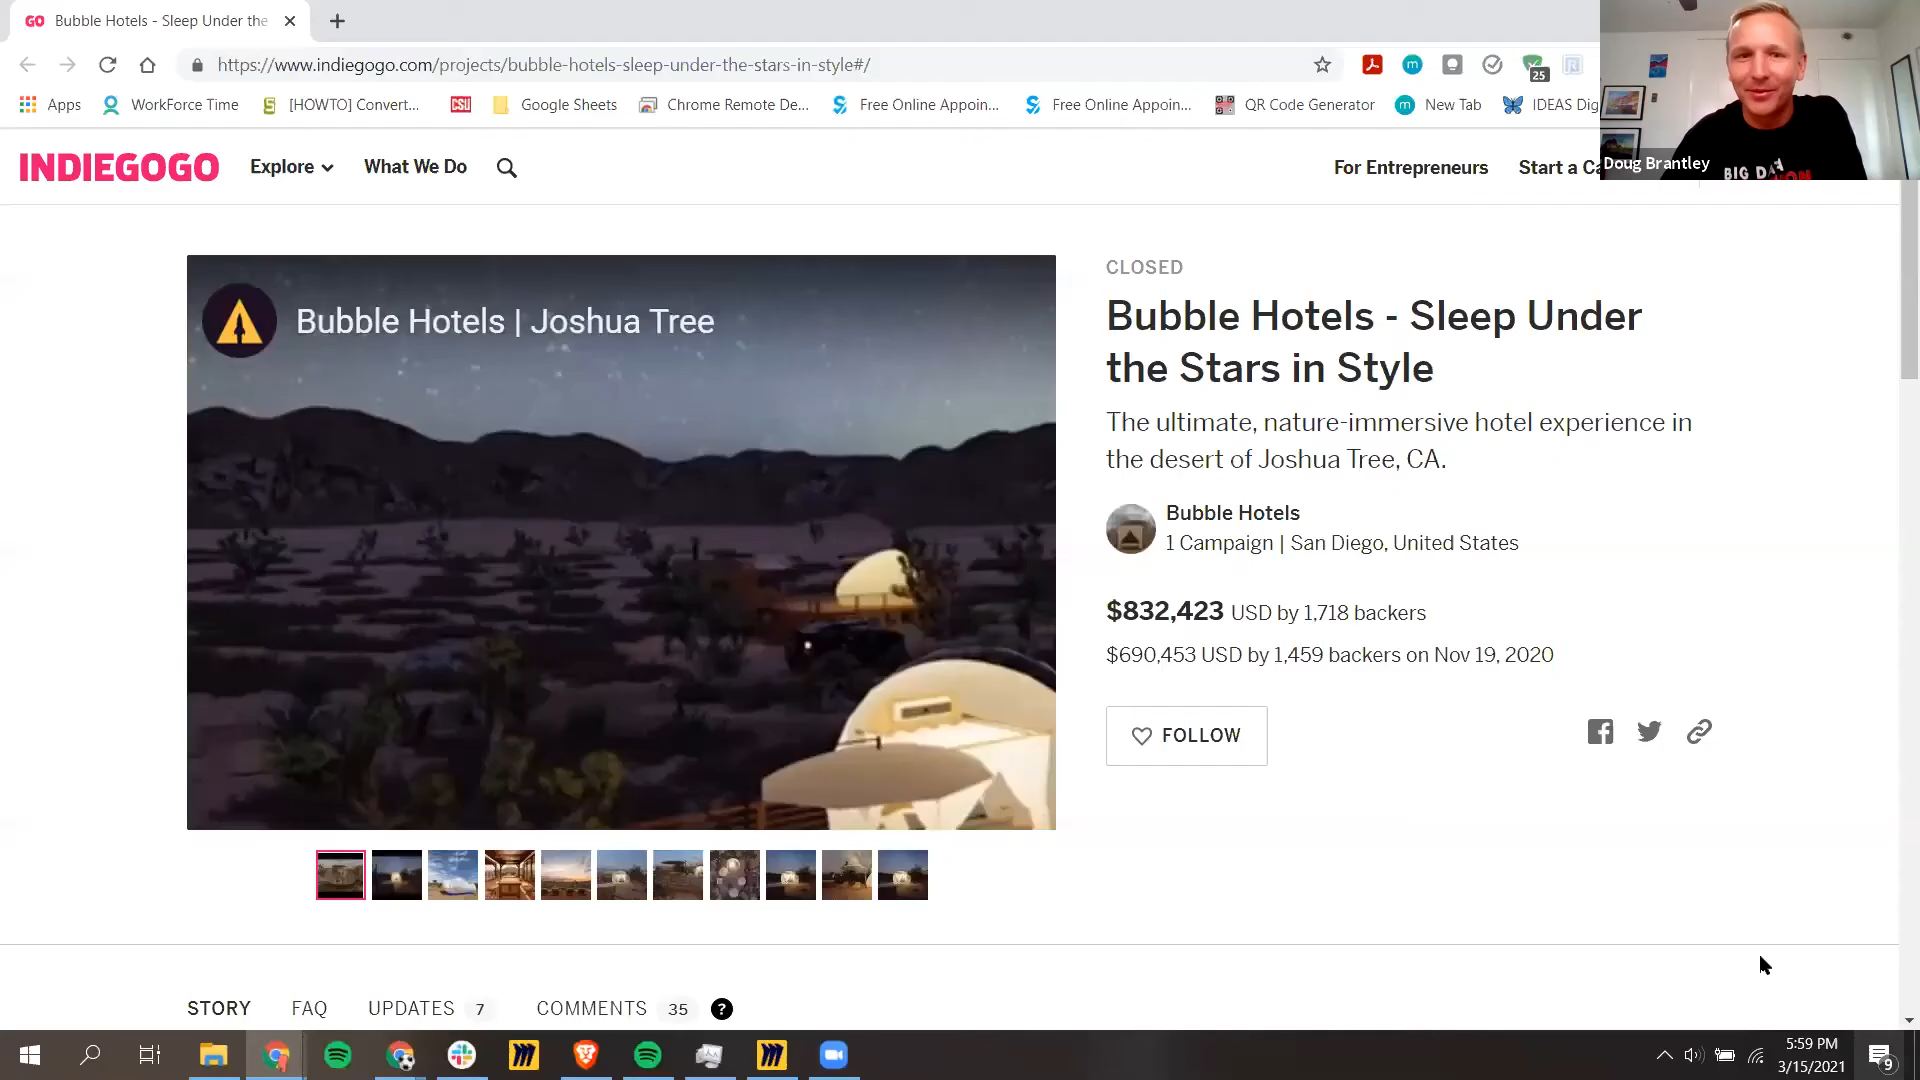 GO Bubble Hotels - Sleep Under the
https://www.indiegogo.com/projects/bubble-hotels-sleep-under-the-stars-in-style#/
25
Apps WorkForce Time [HOWTO] Convert... CSU Google Sheets Chrome Remote De... Free Online Appoin... Free Online Appoin... QR Code Generator m New Tab IDEAS Dig
Doug Brantley
INDIEGOGO Explore What We Do For Entrepreneurs Start a Ca
Bubble Hotels | Joshua Tree
CLOSED
Bubble Hotels - Sleep Under
the Stars in Style
The ultimate, nature-immersive hotel experience in
the desert of Joshua Tree, CA.
Bubble Hotels
1 Campaign | San Diego, United States
$832,423 USD by 1,718 backers
$690,453 USD by 1,459 backers on Nov 19, 2020
FOLLOW
STORY FAQ UPDATES 7 COMMENTS 35 ?
5:59 PM
3/15/2021
9